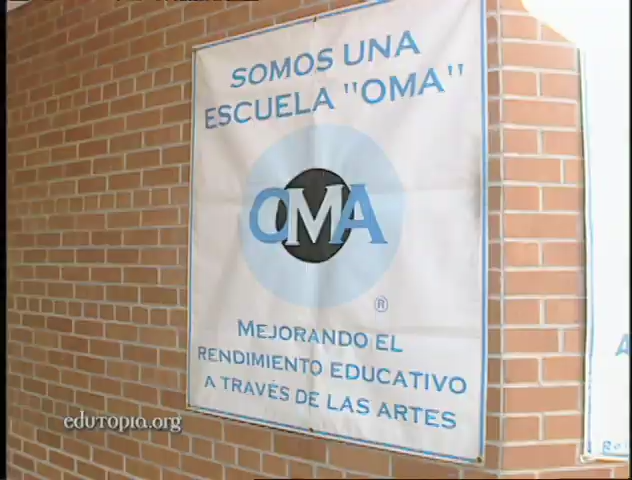 SOMOS UNA
ESCUELA "OMA"
OMA
®
MEJORANDO EL
RENDIMIENTO EDUCATIVO
A TRAVÉS DE LAS ARTES
edutopia.org
A